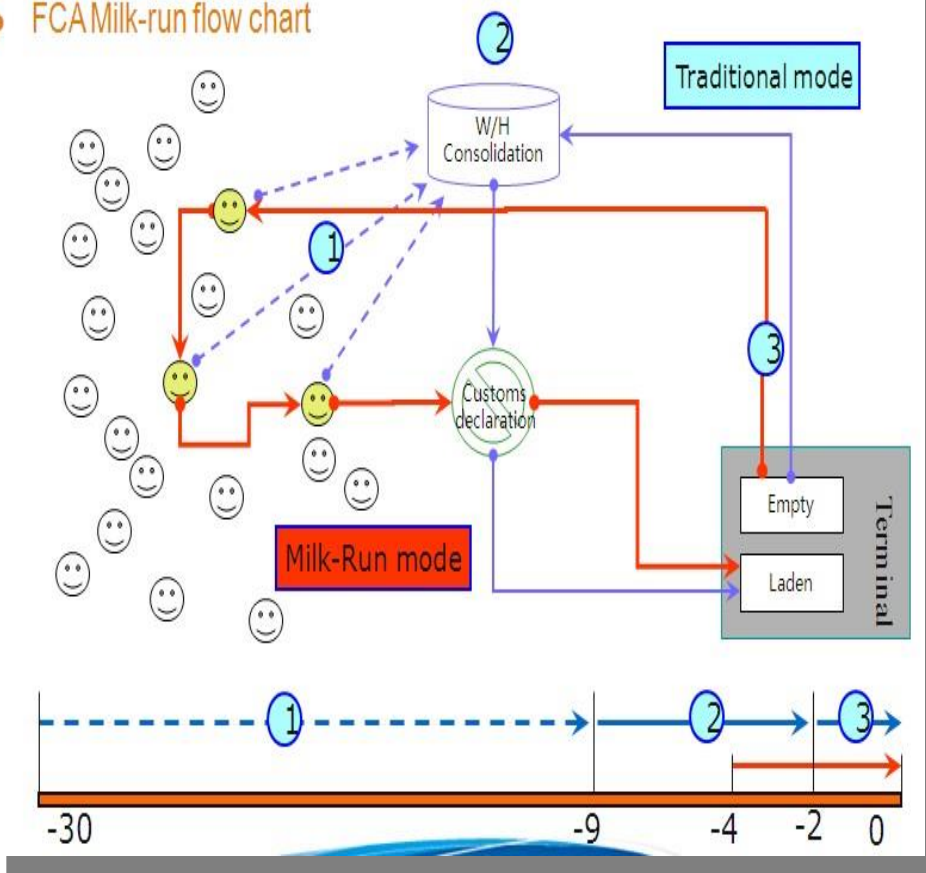 FCA Milk-run flow chart
2
Traditional mode
W/H
Consolidation
1
3
Customs
declaration
Empty
Terminal
Milk-Run mode
Laden
1
2
3
-30
-9
-4
-2
0